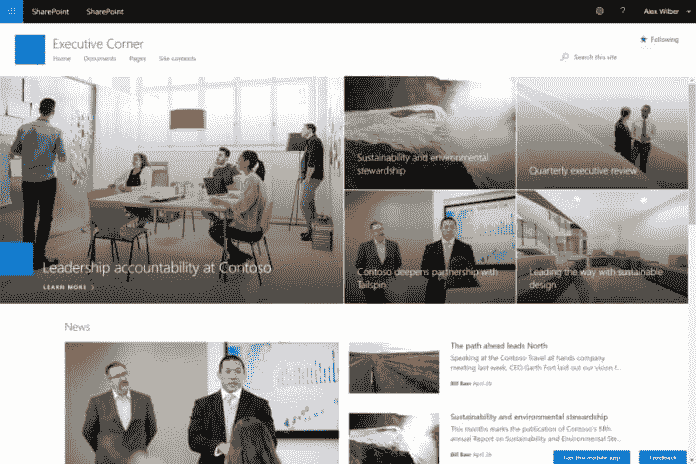 SharePoint SharePoint ? Alex Wilber
Executive Corner
Following
Home Documents Pages Site contents
Search this site
Sustainability and environmental
stewardship
Quarterly executive review
Leadership accountability at Contoso
LEARN MORE
Contoso deepens partnership with
Tailspin
Leading the way with sustainable
design
News
The path ahead leads North
Speaking at the Contoso Travel all hands company
meeting last week, CEO Garth Fort laid out our vision f...
Bill Baer April 20
Sustainability and environmental stewardship
This months marks the publication of Contoso's
annual Report on Sustainability and Environmental Ste...
Bill Baer April 20
Get the mobile app Feedback